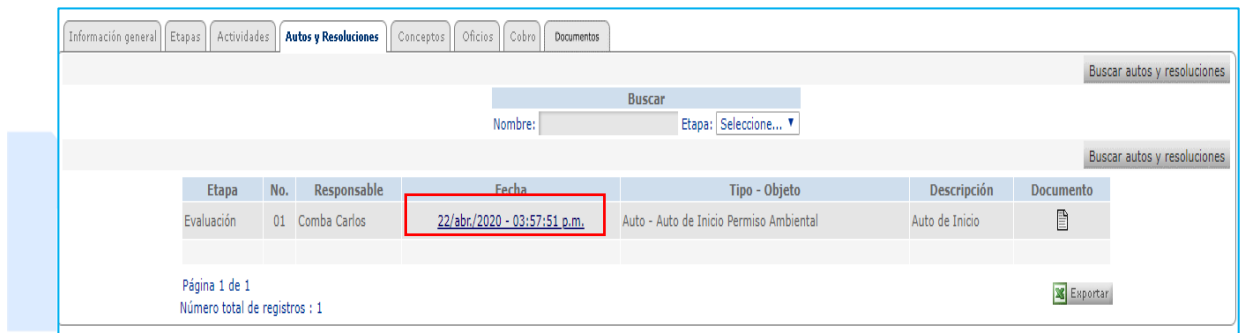 Información general Etapas Actividades Autos y Resoluciones Conceptos Oficios Cobro Documentos
Buscar autos y resoluciones
Buscar
Nombre: Etapa: Seleccione...
Buscar autos y resoluciones
Etapa No. Responsable Fecha Tipo - Objeto Descripción Documento
Evaluación 01 Comba Carlos 22/abr./2020 - 03:57:51 p.m. Auto - Auto de Inicio Permiso Ambiental Auto de Inicio
Página 1 de 1
Número total de registros : 1
Exportar